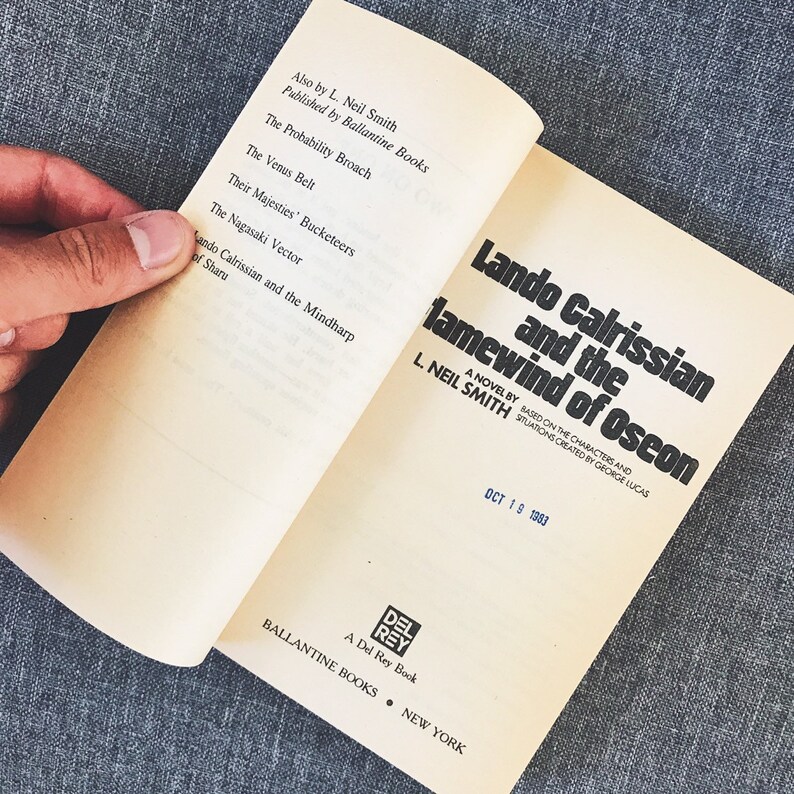 Also by L. Neil Smith
Published by Ballantine Books
The Probability Broach
The Venus Belt
Their Majesties' Bucketeers
The Nagasaki Vector
Lando Calrissian and the Mindharp
of Sharu
Lando Calrissian
and the
Flamewind of Oseon
A NOVEL BY
L. NEIL SMITH
BASED ON THE CHARACTERS AND
SITUATIONS CREATED BY GEORGE LUCAS
OCT 19 1983
DEL
REY
A Del Rey Book
BALLANTINE BOOKS • NEW YORK